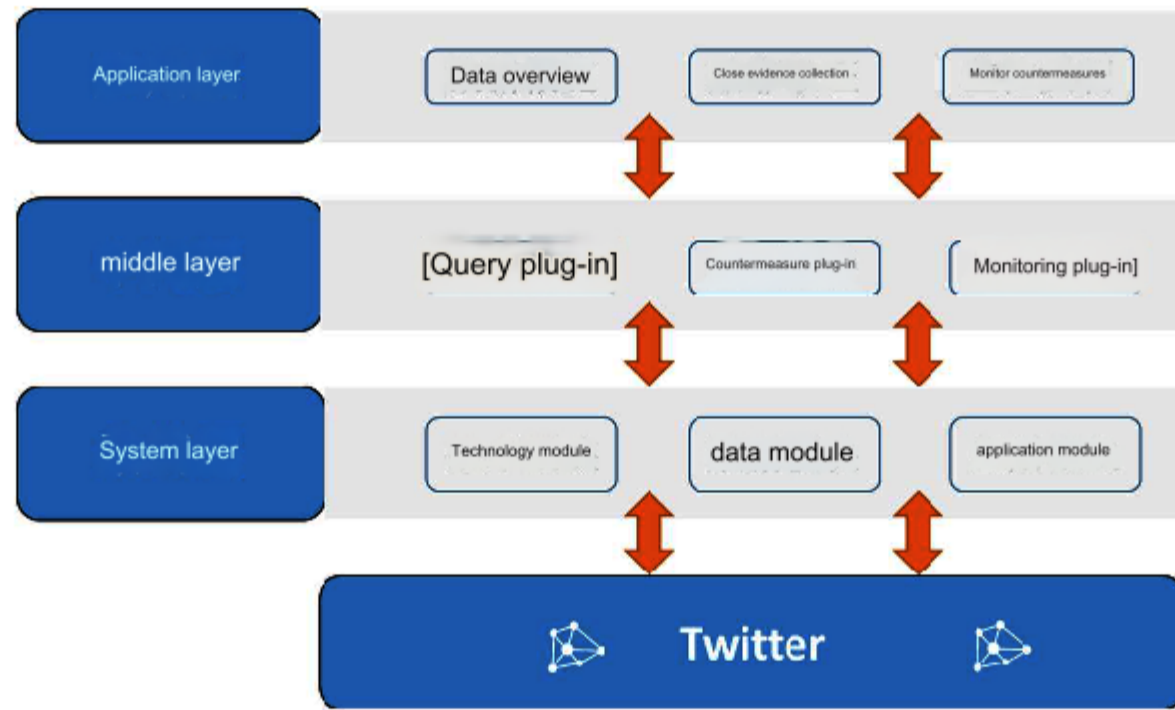 Application layer
Data overview
Close evidence collection
Monitor countermeasures
middle layer
[Query plug-in]
Countermeasure plug-in
Monitoring plug-in]
System layer
Technology module
data module
application module
Twitter